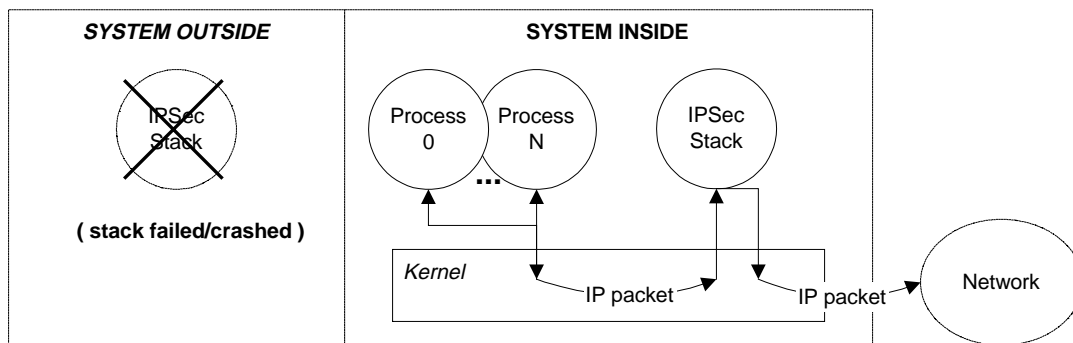 SYSTEM OUTSIDE
SYSTEM INSIDE
IPSec
Stack
Process
0
Process
N
IPSec
Stack
...
( stack failed/crashed )
Kernel
IP packet
IP packet
Network